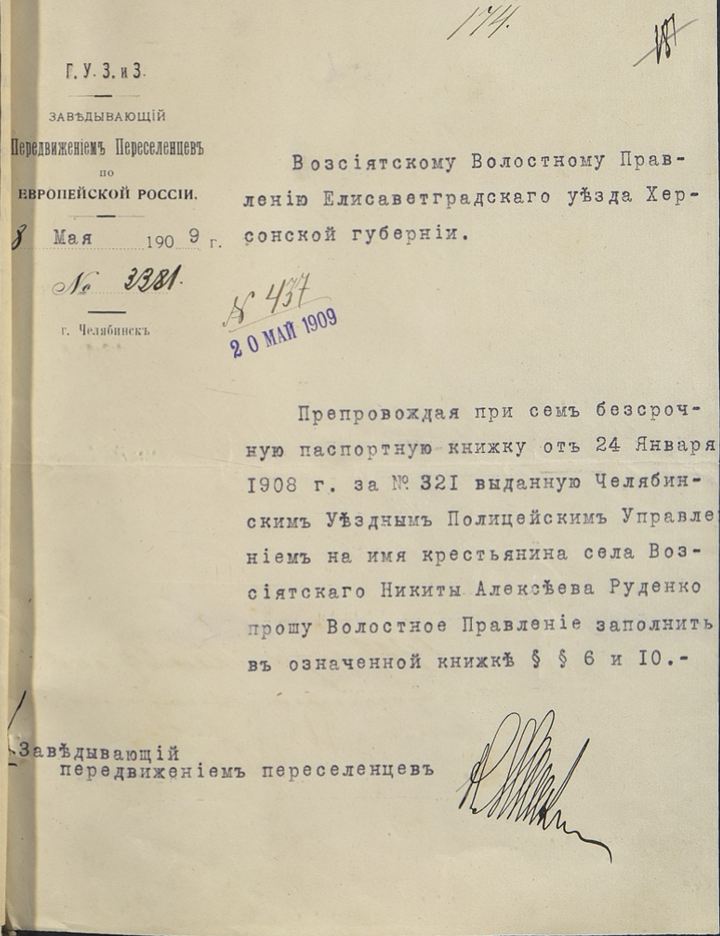 174.
187
Г. У. З. и З.
ЗАВѢДЫВАЮЩІЙ
Передвиженіемъ Переселенцевъ
ПО
ЕВРОПЕЙСКОЙ РОССІИ.
8 Мая 1909 г.
№ 3381.
г. Челябинскъ
Возсіятскому Волостному Прав-
ленію Елисаветградскаго уѣзда Хер-
сонской губерніи.
№ 437
20 МАЙ 1909
Препровождая при семъ безсроч-
ную паспортную книжку отъ 24 Января
1908 г. за № 321 выданную Челябин-
скимъ Уѣзднымъ Полицейскимъ Управле
ніемъ на имя крестьянина села Воз-
сіятскаго Никиты Алексѣева Руденко
прошу Волостное Правленіе заполнить
въ означенной книжкѣ § § 6 и 10.-
Завѣдывающій
передвиженіемъ переселенцевъ